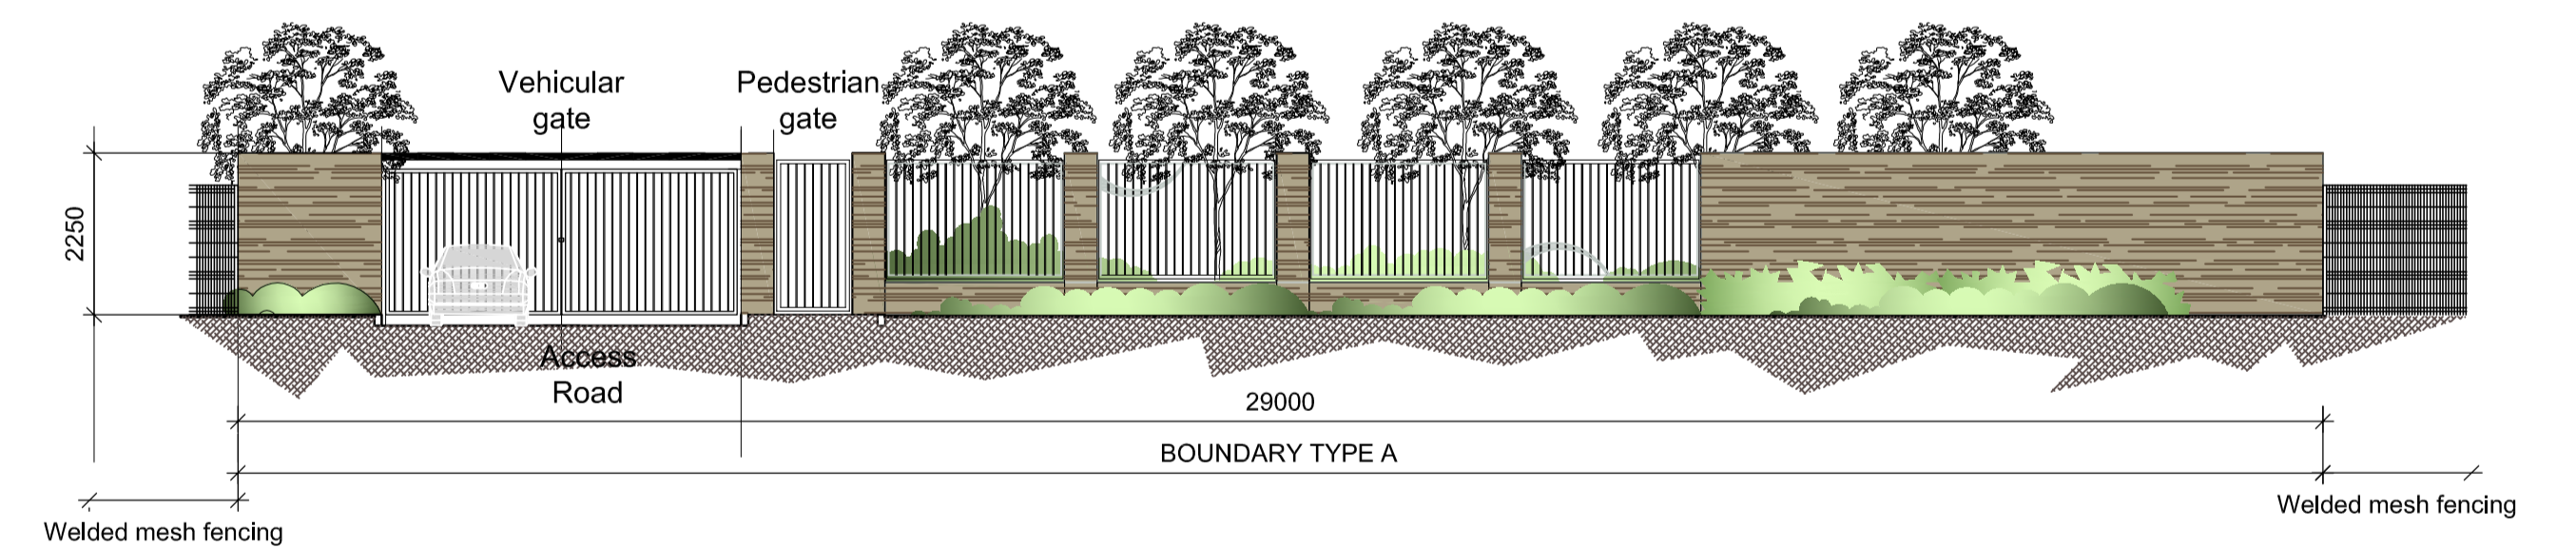 Vehicular
gate
Pedestrian
gate
2250
Access
Road
29000
BOUNDARY TYPE A
Welded mesh fencing
Welded mesh fencing